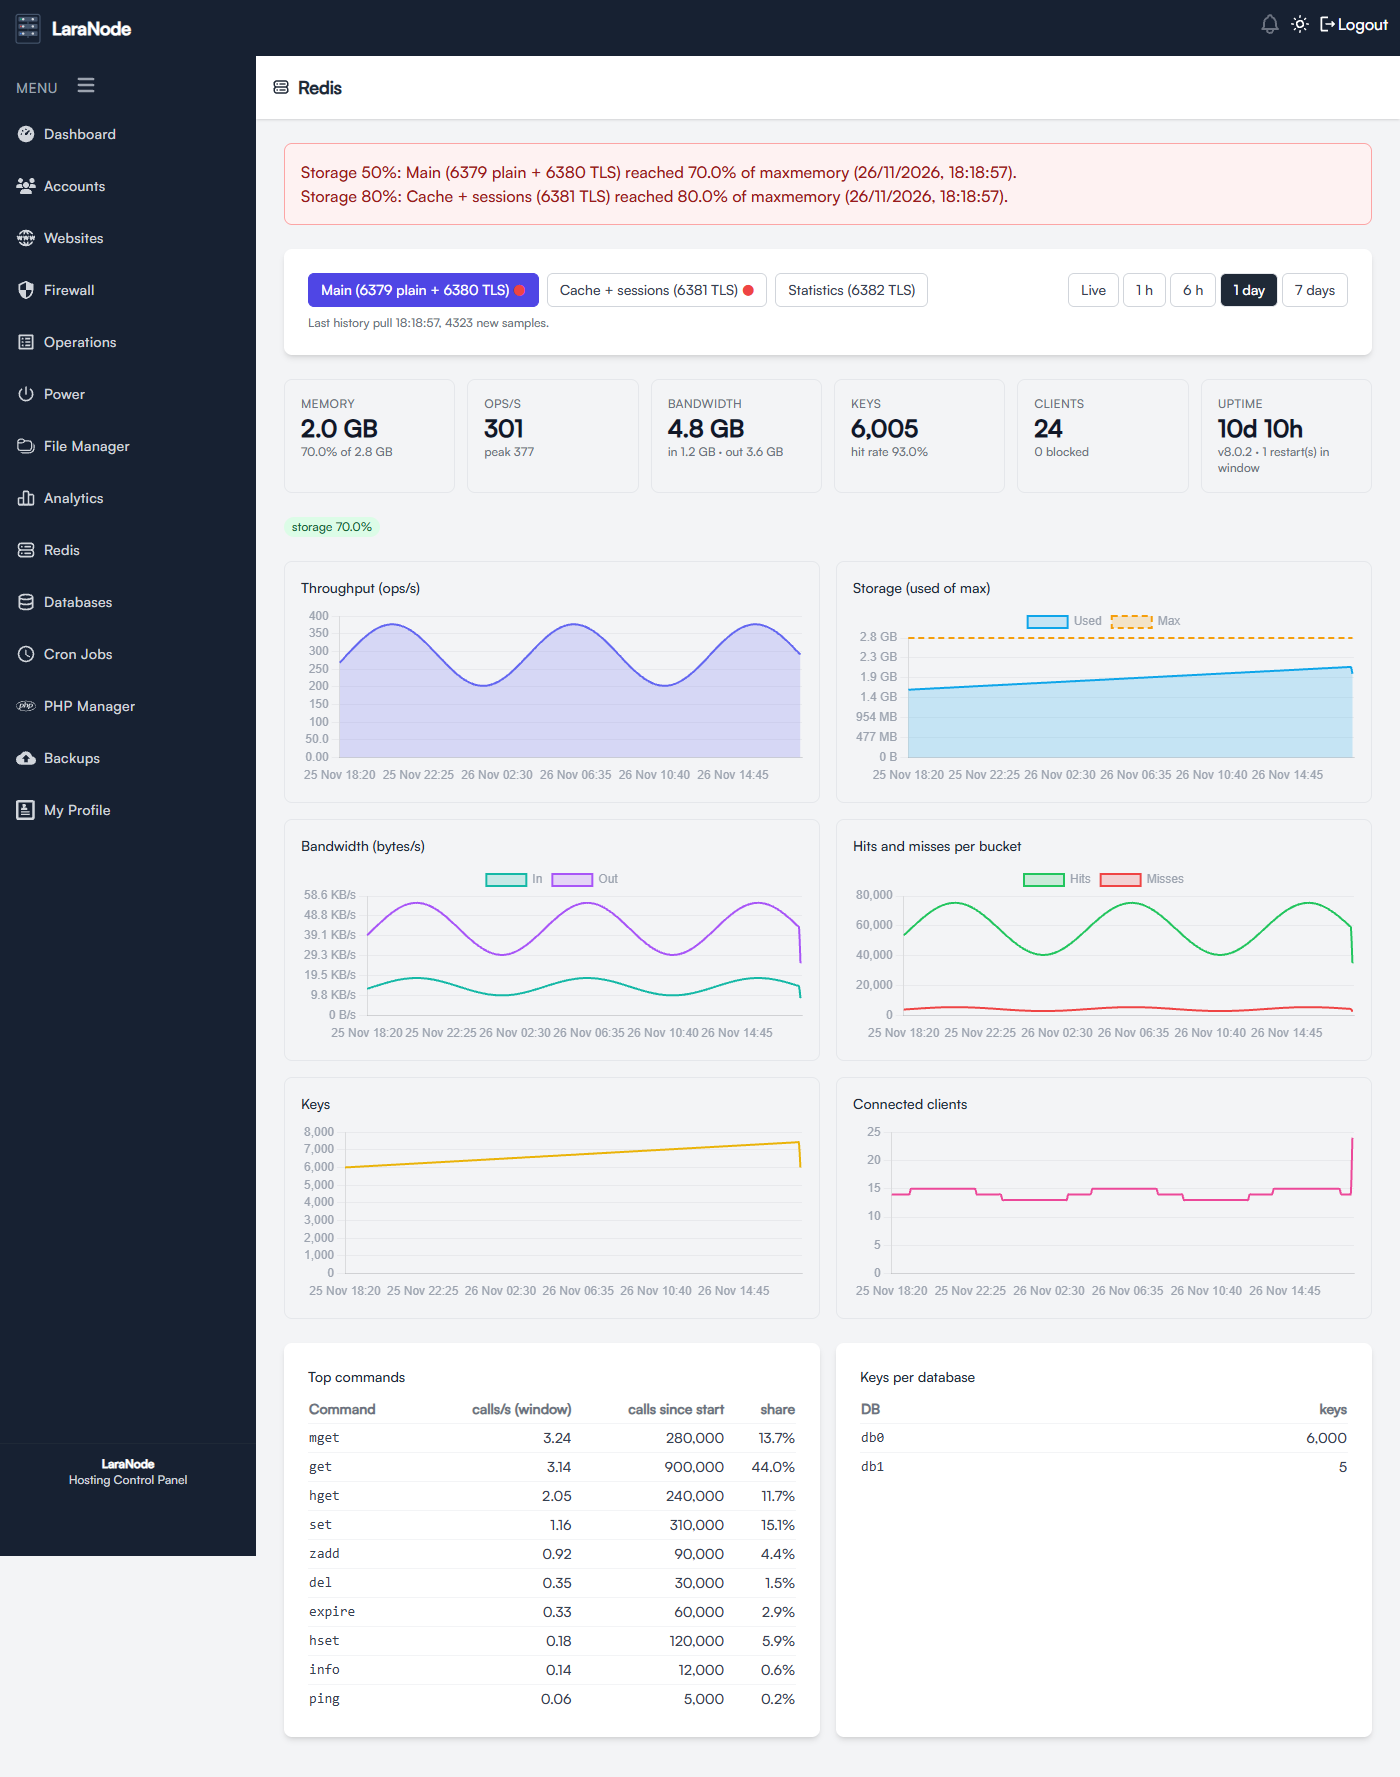 LaraNode
Logout
MENU
Dashboard
Accounts
Websites
Firewall
Operations
Power
File Manager
Analytics
Redis
Databases
Cron Jobs
PHP Manager
Backups
My Profile
LaraNode
Hosting Control Panel
Redis
Storage 50%: Main (6379 plain + 6380 TLS) reached 70.0% of maxmemory (26/11/2026, 18:18:57).
Storage 80%: Cache + sessions (6381 TLS) reached 80.0% of maxmemory (26/11/2026, 18:18:57).
Main (6379 plain + 6380 TLS) Cache + sessions (6381 TLS) Statistics (6382 TLS) Live 1 h 6 h 1 day 7 days
Last history pull 18:18:57, 4323 new samples.
MEMORY
2.0 GB
70.0% of 2.8 GB
OPS/S
301
peak 377
BANDWIDTH
4.8 GB
in 1.2 GB · out 3.6 GB
KEYS
6,005
hit rate 93.0%
CLIENTS
24
0 blocked
UPTIME
10d 10h
v8.0.2 · 1 restart(s) in
window
storage 70.0%
Throughput (ops/s)
400
350
300
250
200
150
100
50.0
0.00
25 Nov 18:20 25 Nov 22:25 26 Nov 02:30 26 Nov 06:35 26 Nov 10:40 26 Nov 14:45
Storage (used of max)
Used Max
2.8 GB
2.3 GB
1.9 GB
1.4 GB
954 MB
477 MB
0 B
25 Nov 18:20 25 Nov 22:25 26 Nov 02:30 26 Nov 06:35 26 Nov 10:40 26 Nov 14:45
Bandwidth (bytes/s)
In Out
58.6 KB/s
48.8 KB/s
39.1 KB/s
29.3 KB/s
19.5 KB/s
9.8 KB/s
0 B/s
25 Nov 18:20 25 Nov 22:25 26 Nov 02:30 26 Nov 06:35 26 Nov 10:40 26 Nov 14:45
Hits and misses per bucket
Hits Misses
80,000
60,000
40,000
20,000
0
25 Nov 18:20 25 Nov 22:25 26 Nov 02:30 26 Nov 06:35 26 Nov 10:40 26 Nov 14:45
Keys
8,000
7,000
6,000
5,000
4,000
3,000
2,000
1,000
0
25 Nov 18:20 25 Nov 22:25 26 Nov 02:30 26 Nov 06:35 26 Nov 10:40 26 Nov 14:45
Connected clients
25
20
15
10
5
0
25 Nov 18:20 25 Nov 22:25 26 Nov 02:30 26 Nov 06:35 26 Nov 10:40 26 Nov 14:45
Top commands
Command calls/s (window) calls since start share
mget 3.24 280,000 13.7%
get 3.14 900,000 44.0%
hget 2.05 240,000 11.7%
set 1.16 310,000 15.1%
zadd 0.92 90,000 4.4%
del 0.35 30,000 1.5%
expire 0.33 60,000 2.9%
hset 0.18 120,000 5.9%
info 0.14 12,000 0.6%
ping 0.06 5,000 0.2%
Keys per database
DB keys
db0 6,000
db1 5